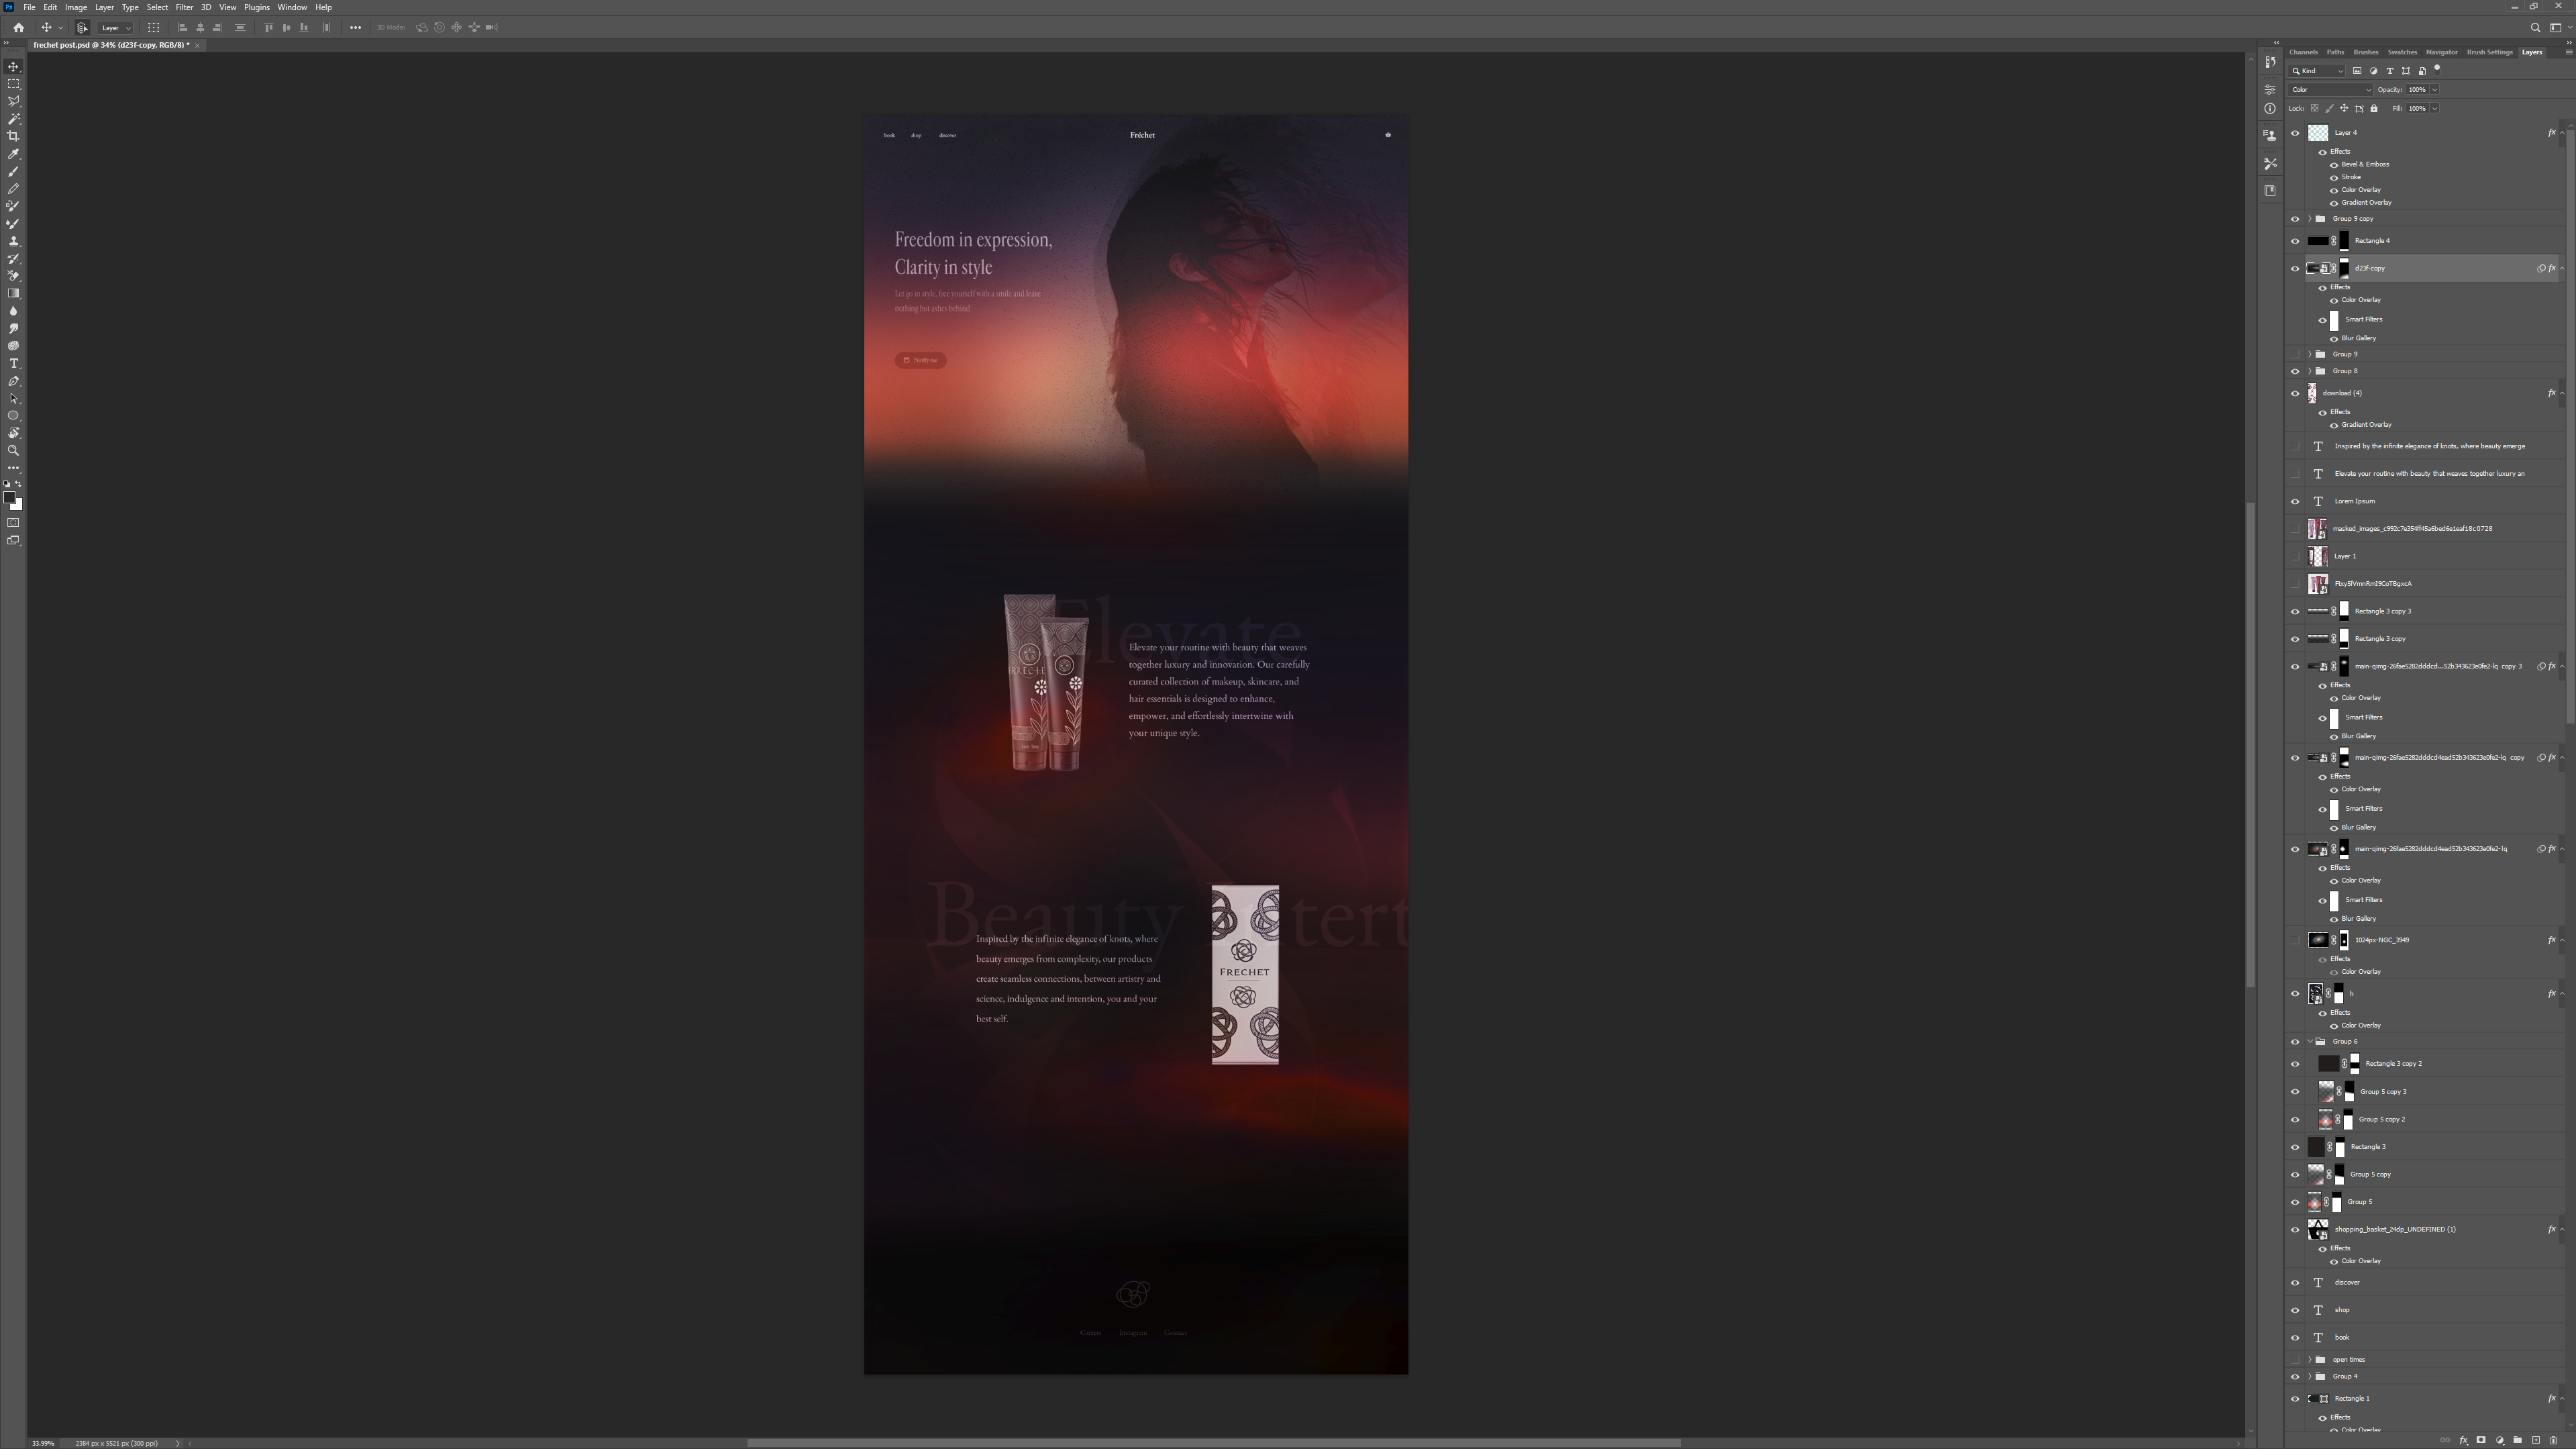 File Edit Image Layer Type Select Filter 3D View Plugins Window Help
Layer 3D Mode:
frechet post.psd @ 34% (d23f-copy, RGB/8) *
Channels Paths Brushes Swatches Navigator Brush Settings Layers
Kind
Color Opacity: 100%
Lock: Fill: 100%
Layer 4
Effects
Bevel & Emboss
Stroke
Color Overlay
Gradient Overlay
Group 9 copy
Rectangle 4
d23f-copy
Effects
Color Overlay
Smart Filters
Blur Gallery
Group 9
Group 8
download (4)
Effects
Gradient Overlay
Inspired by the infinite elegance of knots, where beauty emerge
Elevate your routine with beauty that weaves together luxury an
Lorem Ipsum
masked_images_c992c7e354ff45a6bed6e1eaf18c0728
Layer 1
Rectangle 3 copy 3
Rectangle 3 copy
main-qimg-26fae5282dddcd...52b343623e0fe2-lq copy 3
Effects
Color Overlay
Smart Filters
Blur Gallery
main-qimg-26fae5282dddcd4ead52b343623e0fe2-lq copy
Effects
Color Overlay
Smart Filters
Blur Gallery
main-qimg-26fae5282dddcd4ead52b343623e0fe2-lq
Effects
Color Overlay
Smart Filters
Blur Gallery
1024px-NGC_3949
Effects
Color Overlay
h
Effects
Color Overlay
Group 6
Rectangle 3 copy 2
Group 5 copy 3
Group 5 copy 2
Rectangle 3
Group 5 copy
Group 5
shopping_basket_24dp_UNDEFINED (1)
Effects
Color Overlay
discover
shop
book
open times
Group 4
Rectangle 1
Effects
Color Overlay
book shop discover Fréchet
Freedom in expression,
Clarity in style
Let go in style, free yourself with a smile and leave
nothing but ashes behind
Notify me
Elevate
Elevate your routine with beauty that weaves
together luxury and innovation. Our carefully
curated collection of makeup, skincare, and
hair essentials is designed to enhance,
empower, and effortlessly intertwine with
your unique style.
Beauty
Inspired by the infinite elegance of knots, where
beauty emerges from complexity, our products
create seamless connections, between artistry and
science, indulgence and intention, you and your
best self.
FRECHET
Instagram Contact
33.99% 2384 px x 5521 px (300 ppi)